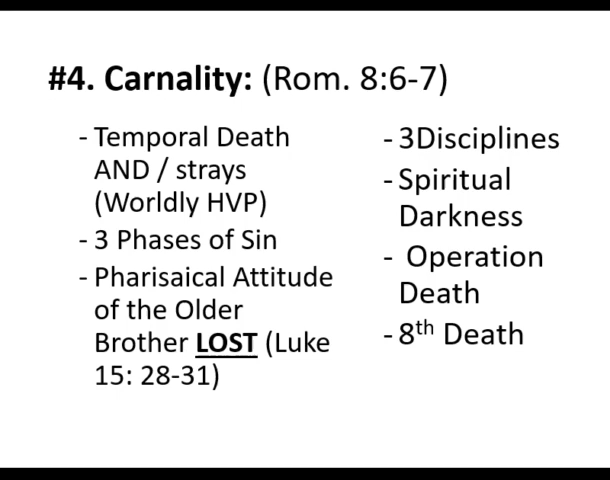 #4. Carnality: (Rom. 8:6-7)
- Temporal Death
AND / strays
(Worldly HVP)
- 3 Phases of Sin
- Pharisaical Attitude
of the Older
Brother LOST (Luke
15: 28-31)
- 3Disciplines
- Spiritual
Darkness
- Operation
Death
- 8th Death